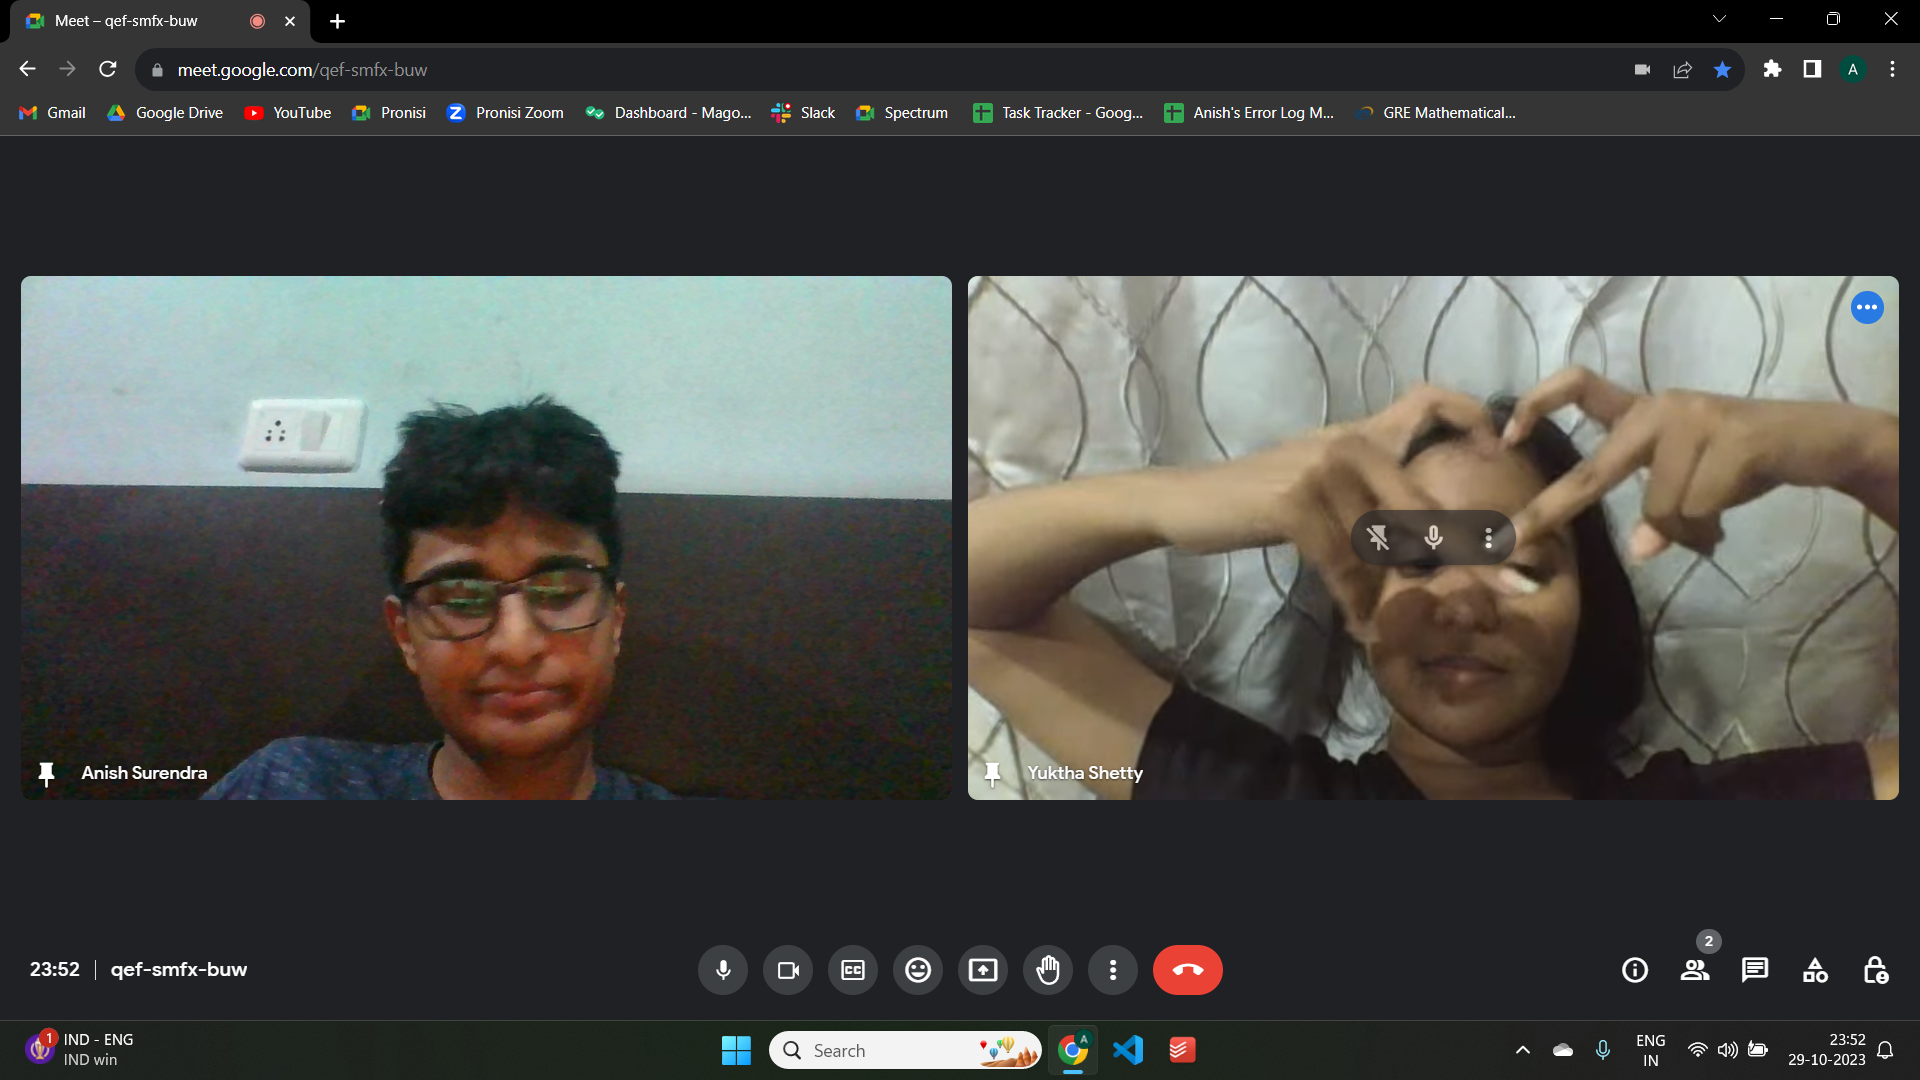 Meet – qef-smfx-buw
meet.google.com/qef-smfx-buw
A
Gmail Google Drive YouTube Pronisi Pronisi Zoom Dashboard - Mago... Slack Spectrum Task Tracker - Goog... Anish's Error Log M... GRE Mathematical...
Anish Surendra
Yuktha Shetty
2
23:52 | qef-smfx-buw
CC
1
IND - ENG
IND win
Search
A
ENG
IN
23:52
29-10-2023